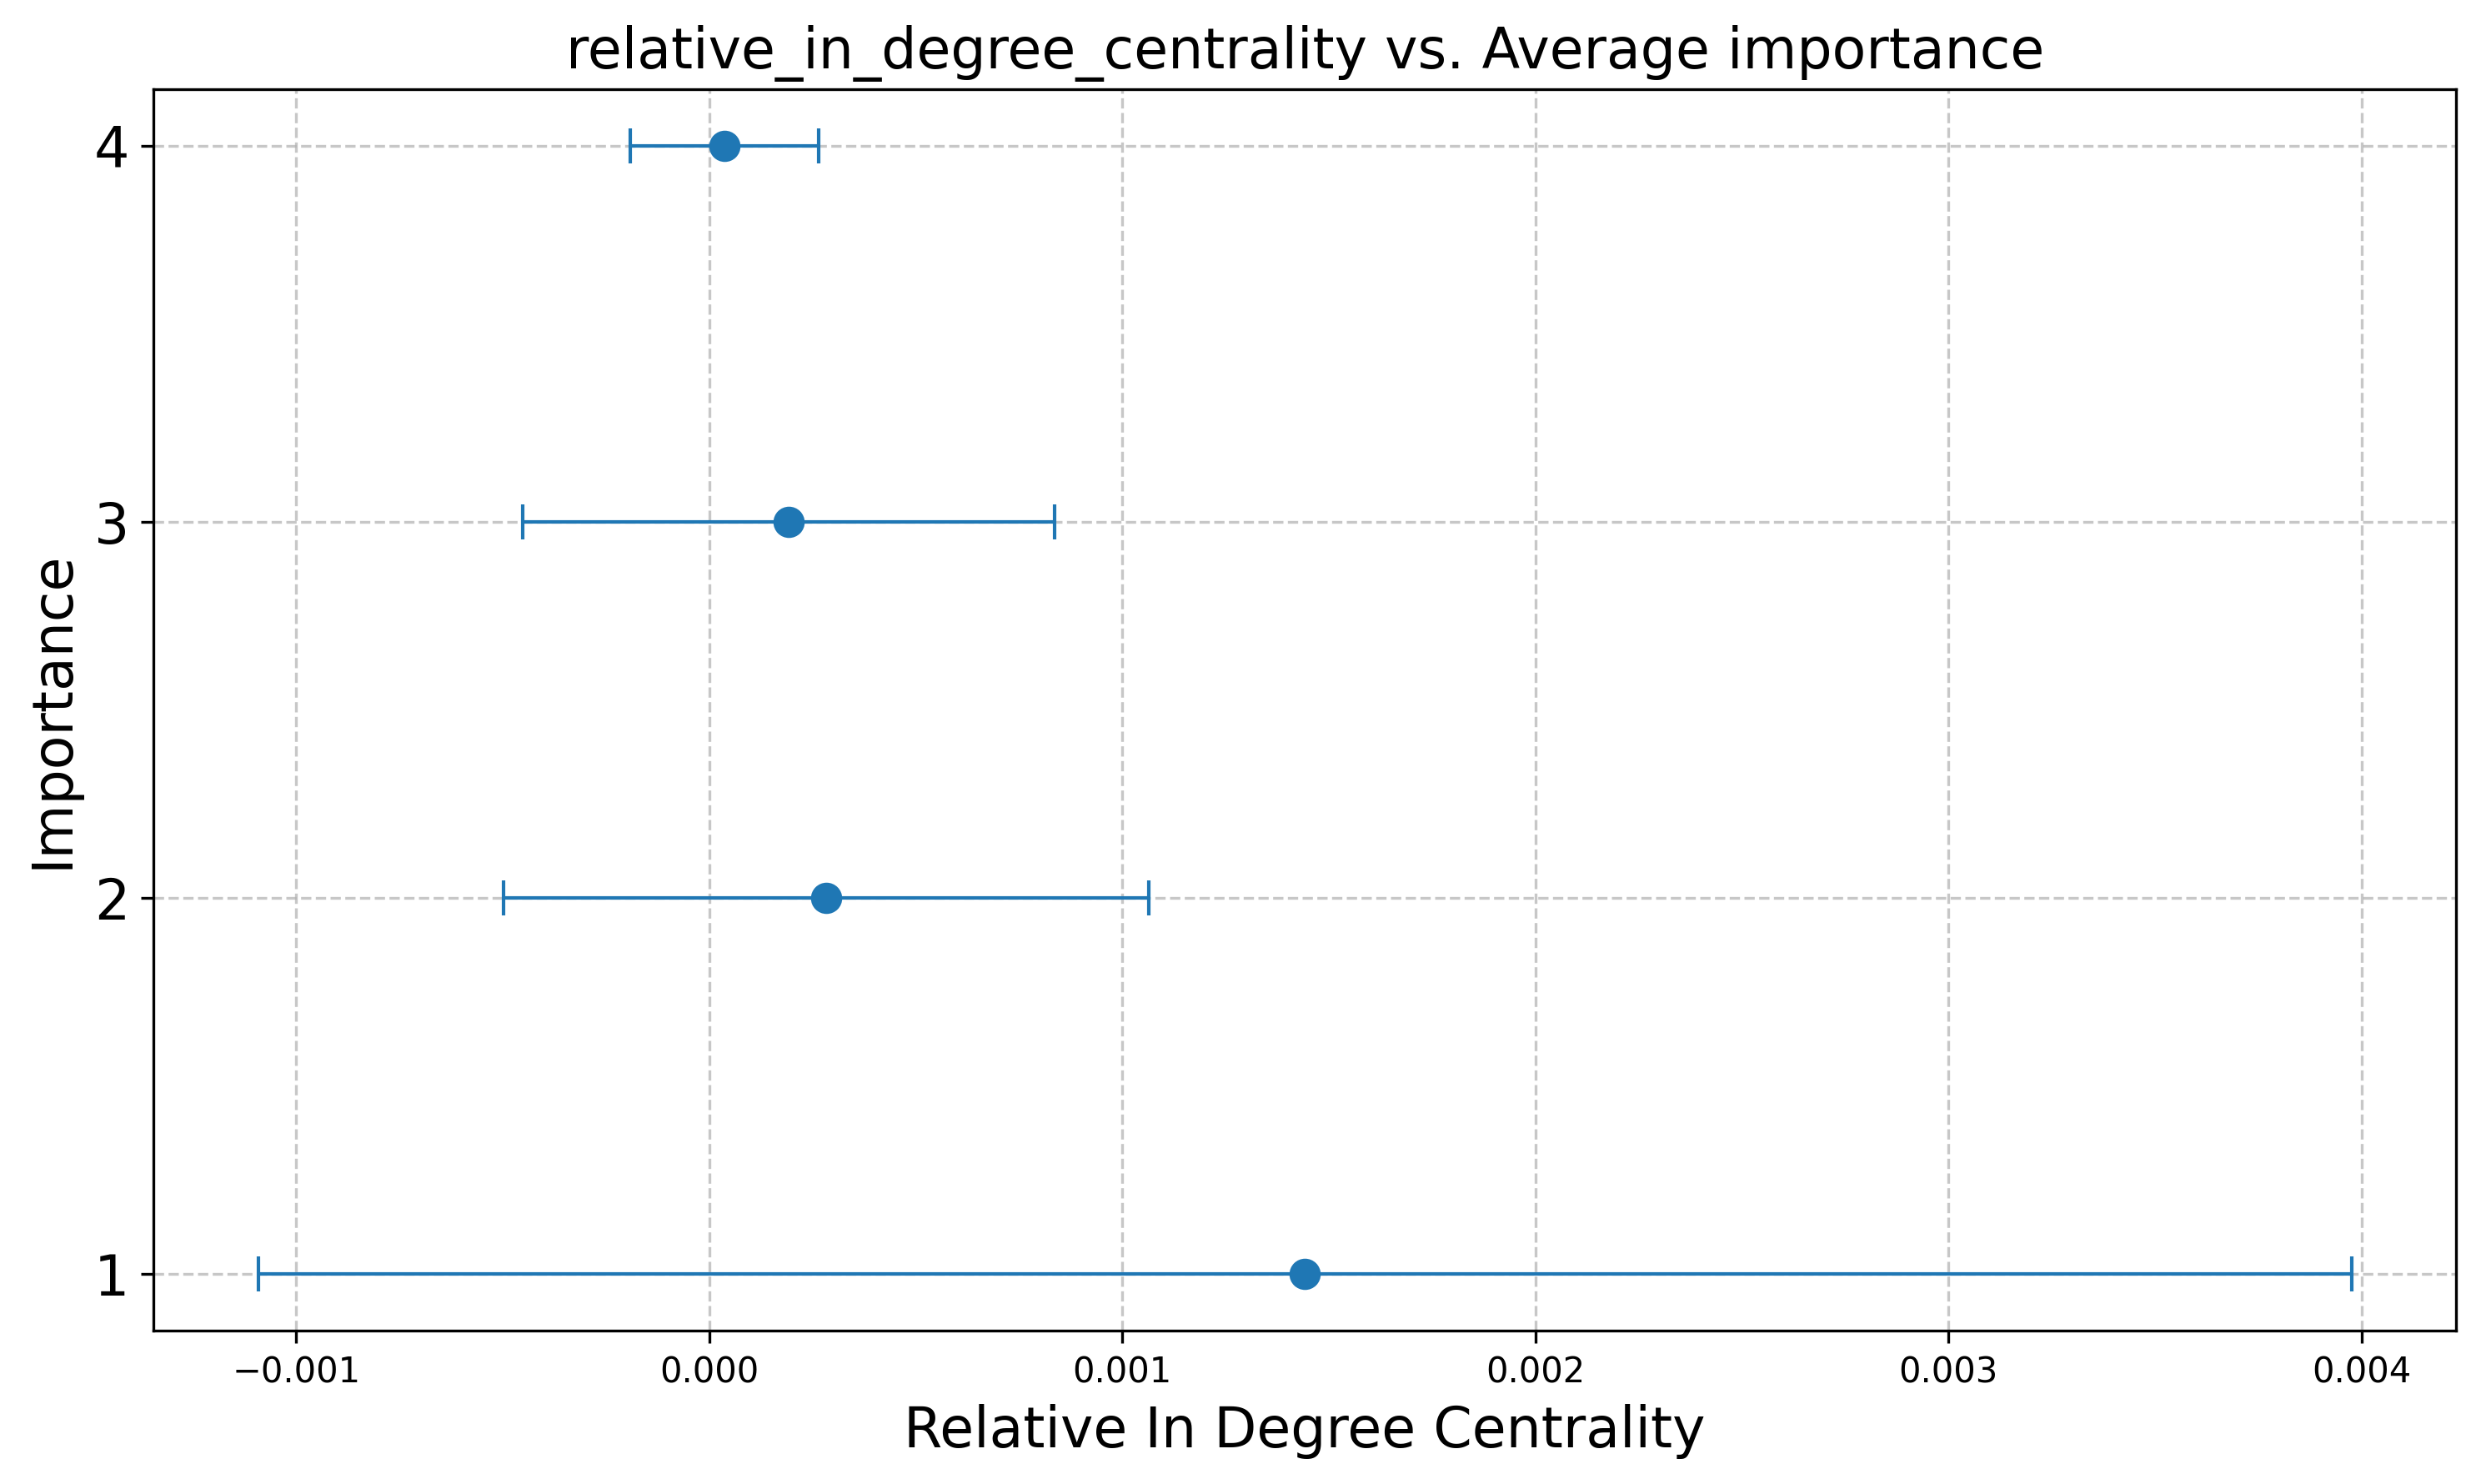 relative_in_degree_centrality vs. Average importance
Importance
4
3
2
1
−0.001 0.000 0.001 0.002 0.003 0.004
Relative In Degree Centrality